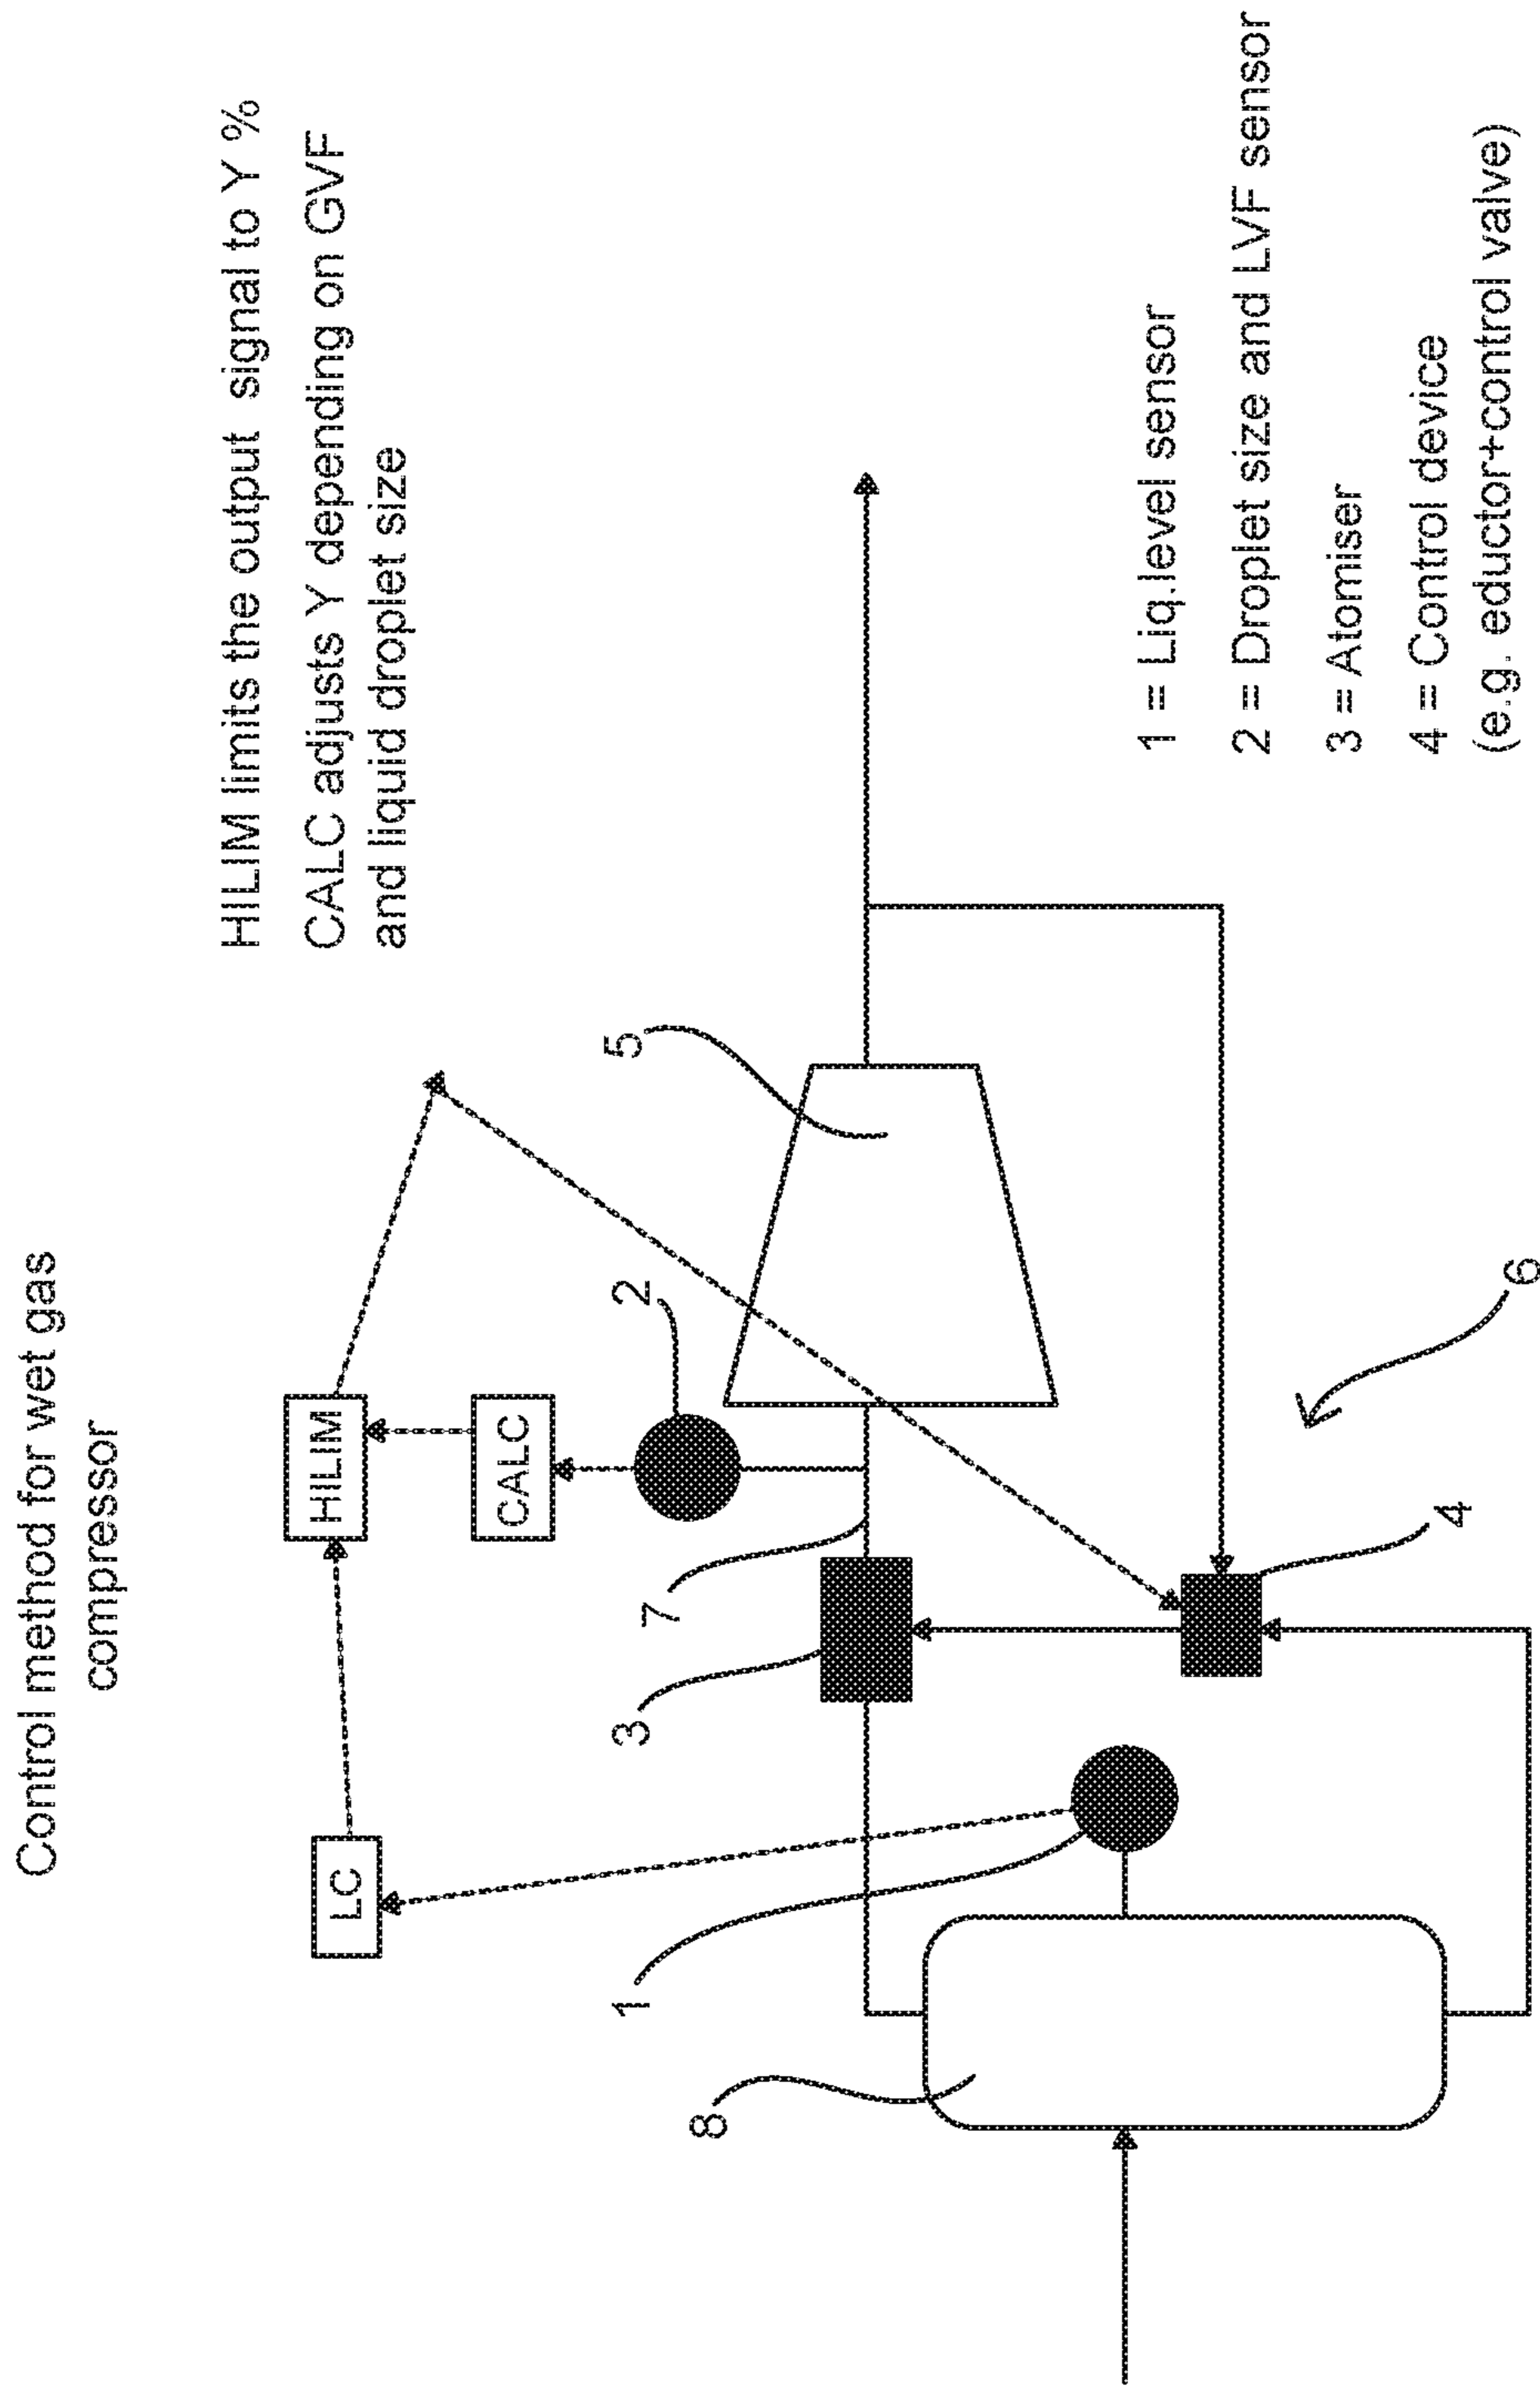 Control method for wet gas
compressor
HILIM limits the output signal to Y %
CALC adjusts Y depending on GVF
and liquid droplet size
LC
HILIM
CALC
2
5
7
3
1
8
4
6
1 = Liq.level sensor
2 = Droplet size and LVF sensor
3 = Atomiser
4 = Control device
(e.g. eductor+control valve)